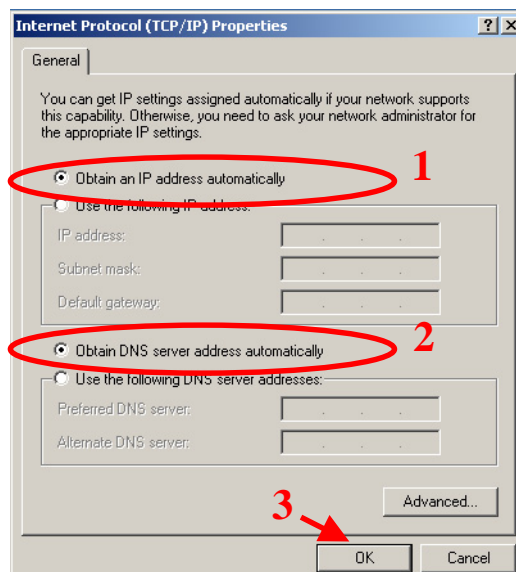 Internet Protocol (TCP/IP) Properties
General
You can get IP settings assigned automatically if your network supports
this capability. Otherwise, you need to ask your network administrator for
the appropriate IP settings.
1
Obtain an IP address automatically
Use the following IP address:
IP address:
Subnet mask:
Default gateway:
2
Obtain DNS server address automatically
Use the following DNS server addresses:
Preferred DNS server:
Alternate DNS server:
Advanced...
3
OK
Cancel